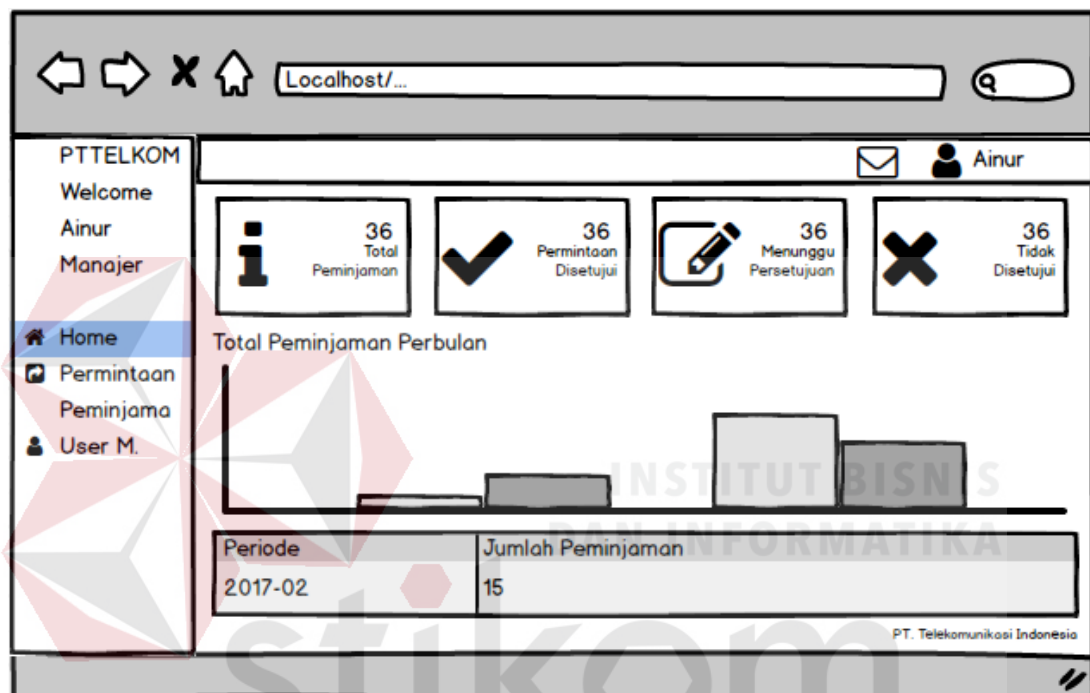 Localhost/...
PTTELKOM
Welcome
Ainur
Manajer
Home
Permintaan
Peminjama
User M.
Ainur
36
Total
Peminjaman
36
Permintaan
Disetujui
36
Menunggu
Persetujuan
36
Tidak
Disetujui
Total Peminjaman Perbulan
INSTITUT BISNIS
DAN INFORMATIKA
Periode Jumlah Peminjaman
2017-02 15
PT. Telekomunikasi Indonesia
stikom